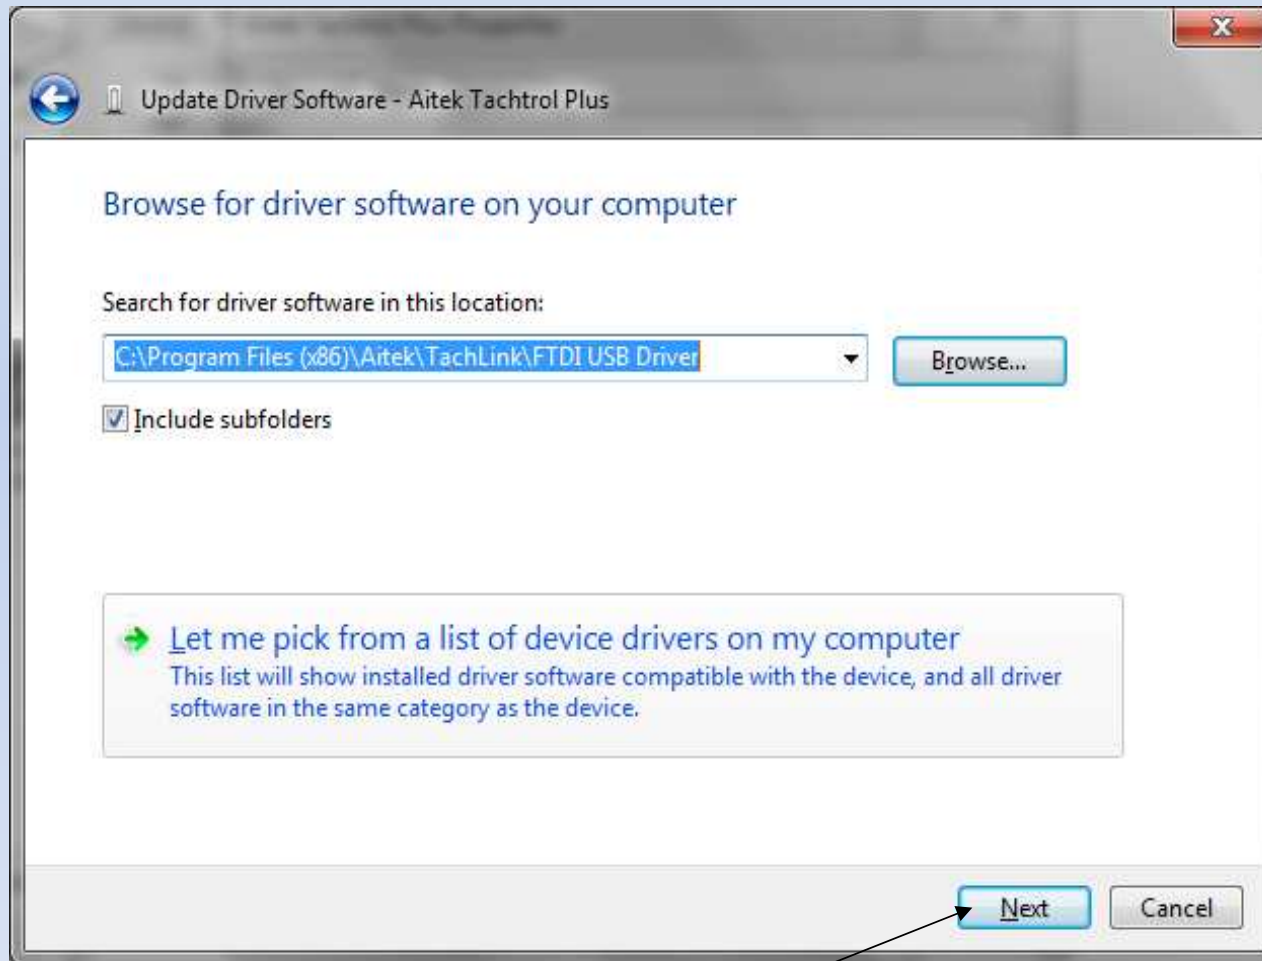 Update Driver Software - Aitek Tachtrol Plus
Browse for driver software on your computer
Search for driver software in this location:
C:\Program Files (x86)\Aitek\TachLink\FTDI USB Driver
Browse...
Include subfolders
Let me pick from a list of device drivers on my computer
This list will show installed driver software compatible with the device, and all driver
software in the same category as the device.
Next
Cancel